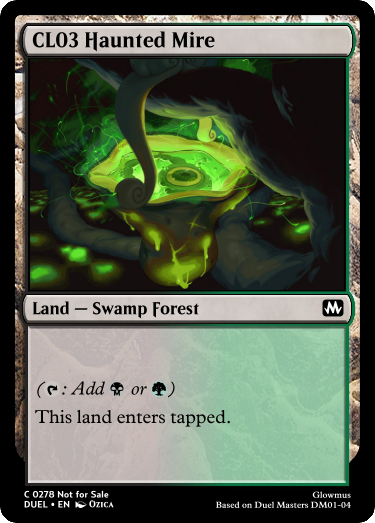 CL03 Haunted Mire
Land — Swamp Forest
( : Add or )
This land enters tapped.
C 0278 Not for Sale
DUEL • EN Ozica
Glowmus
Based on Duel Masters DM01-04